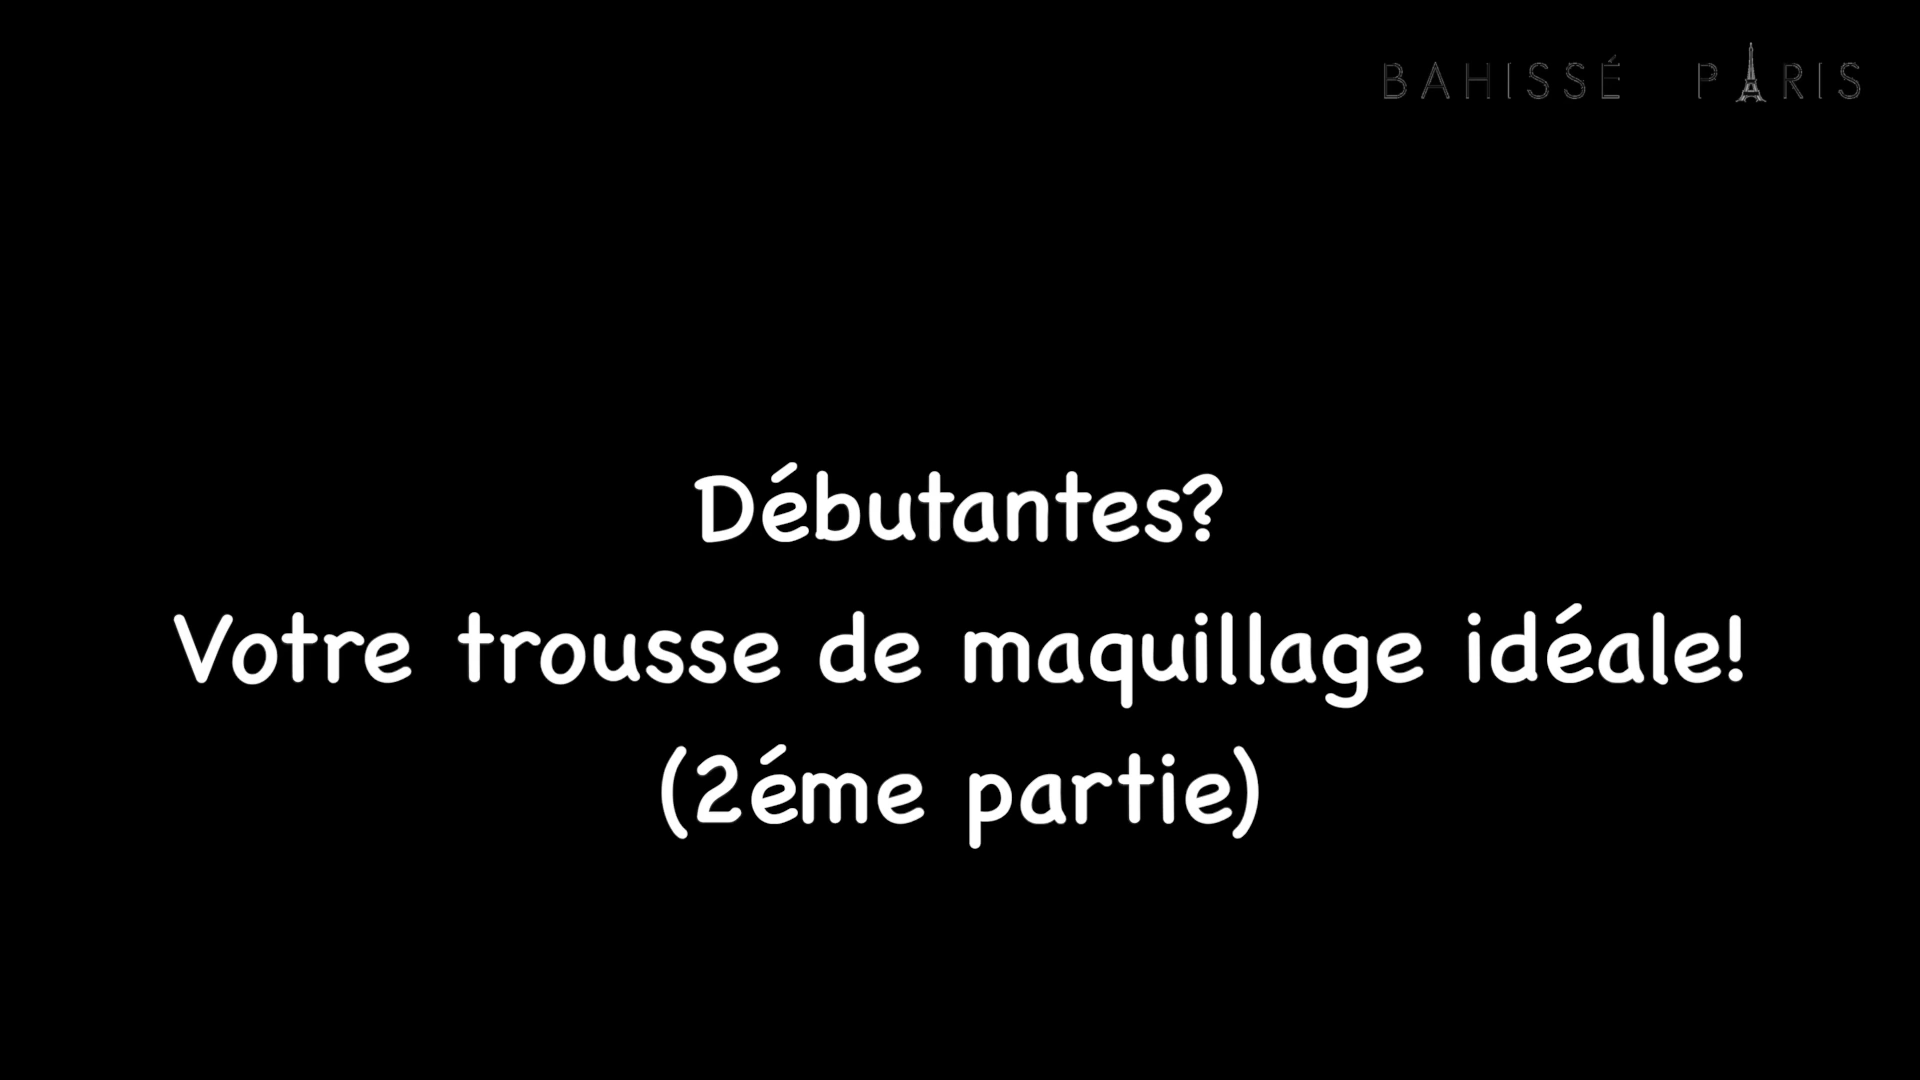 BAHISSÉ PARIS
Débutantes?
Votre trousse de maquillage idéale!
(2éme partie)